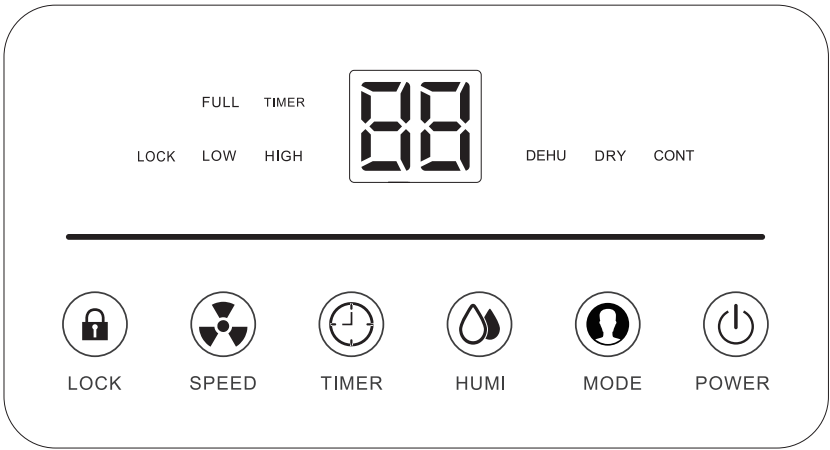 FULL TIMER
88
LOCK LOW HIGH
DEHU DRY CONT
LOCK SPEED TIMER HUMI MODE POWER